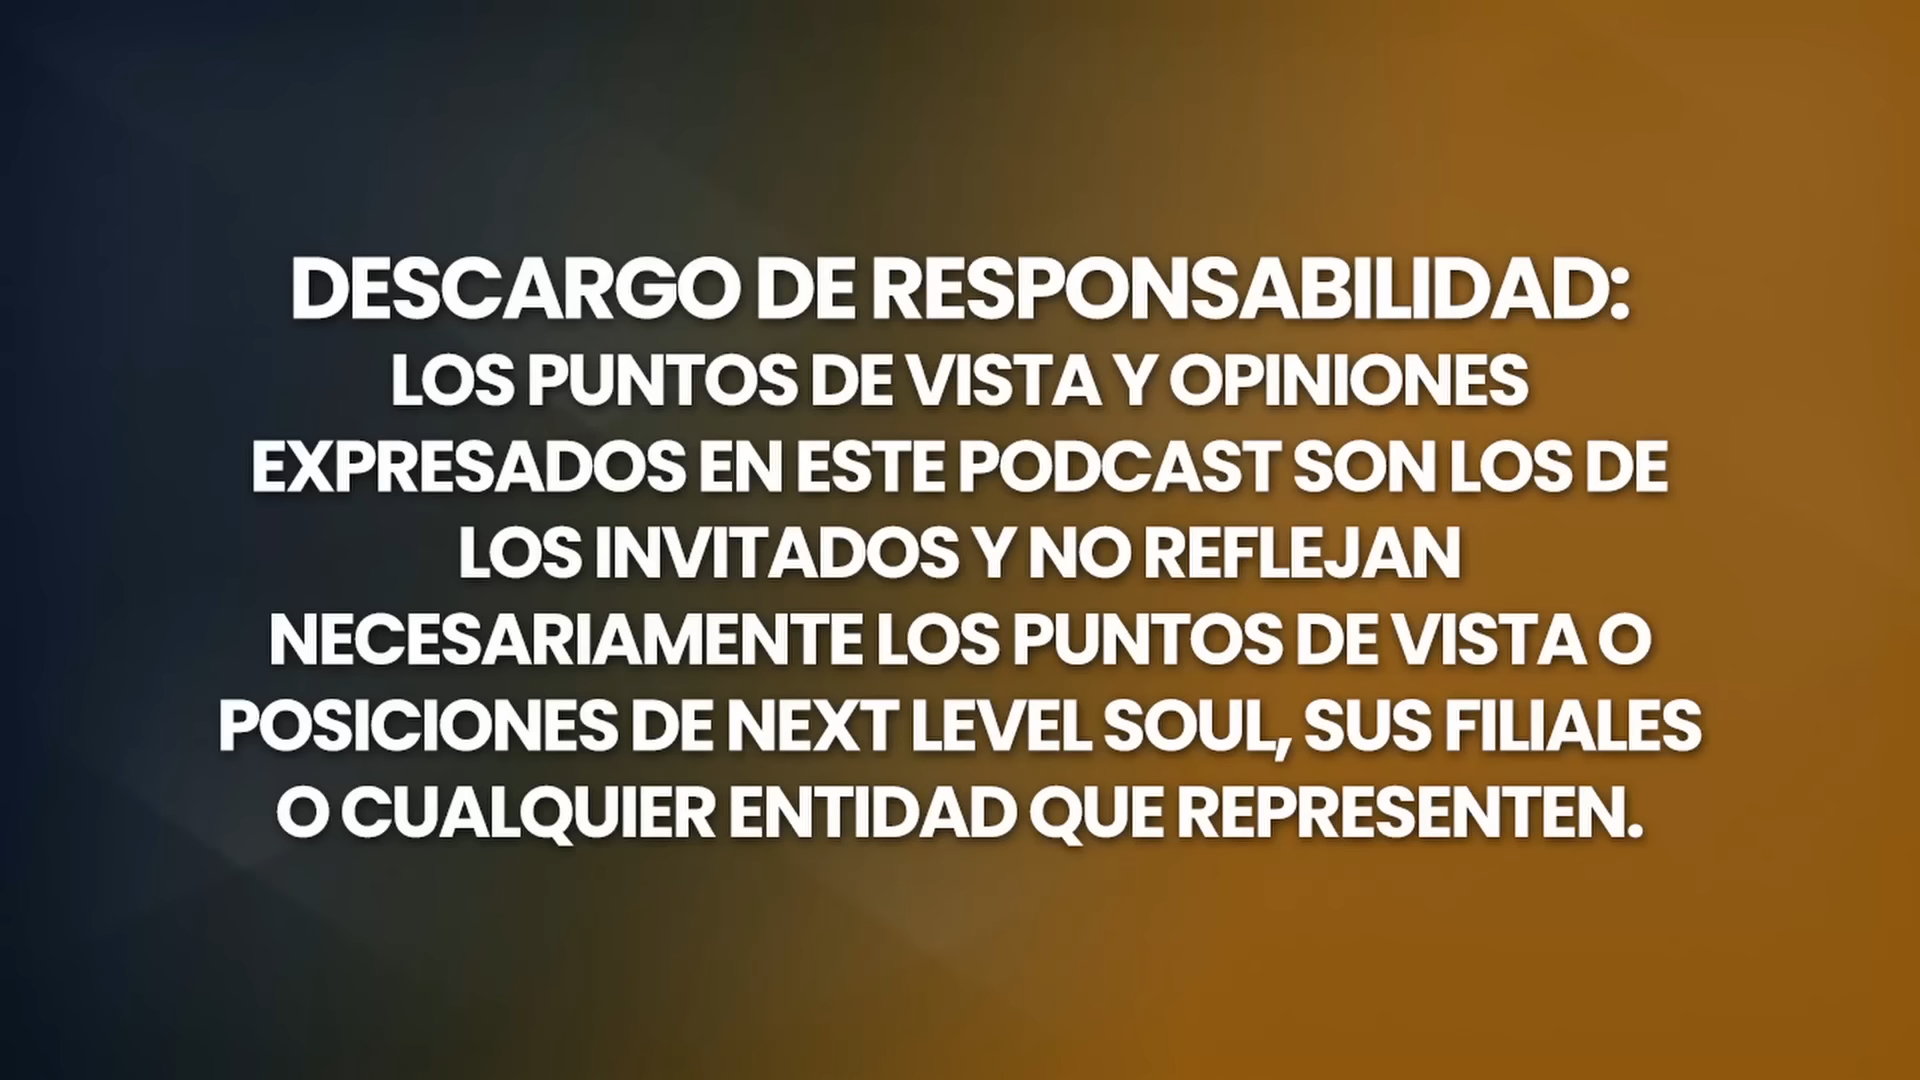 DESCARGO DE RESPONSABILIDAD:
LOS PUNTOS DE VISTA Y OPINIONES
EXPRESADOS EN ESTE PODCAST SON LOS DE
LOS INVITADOS Y NO REFLEJAN
NECESARIAMENTE LOS PUNTOS DE VISTA O
POSICIONES DE NEXT LEVEL SOUL, SUS FILIALES
O CUALQUIER ENTIDAD QUE REPRESENTEN.